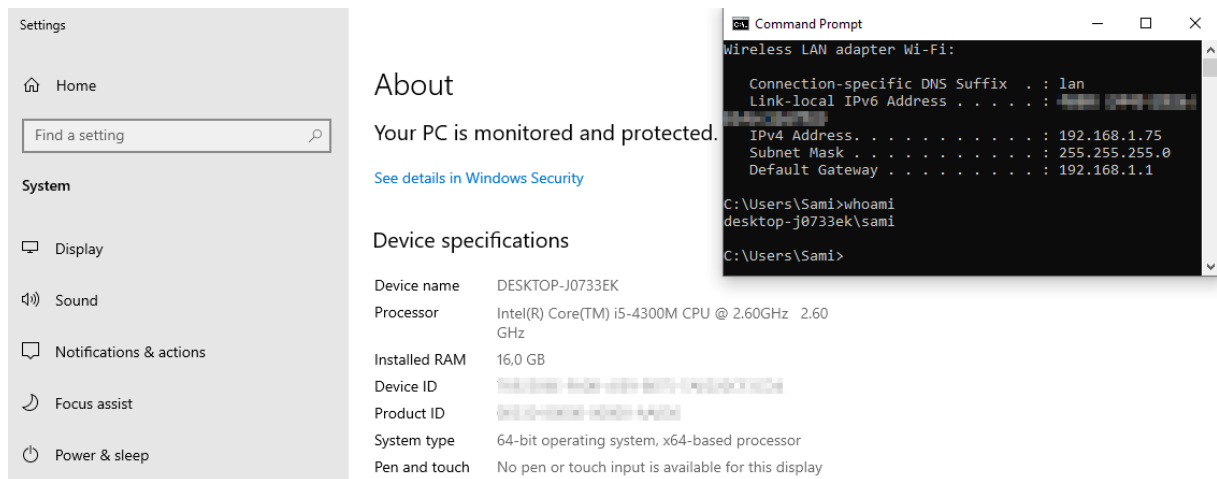 Settings
Home
Find a setting
System
Display
Sound
Notifications & actions
Focus assist
Power & sleep
About
Your PC is monitored and protected.
See details in Windows Security
Device specifications
Device name DESKTOP-J0733EK
Processor Intel(R) Core(TM) i5-4300M CPU @ 2.60GHz 2.60
GHz
Installed RAM 16,0 GB
Device ID
Product ID
System type 64-bit operating system, x64-based processor
Pen and touch No pen or touch input is available for this display
Command Prompt
Wireless LAN adapter Wi-Fi:
Connection-specific DNS Suffix . : lan
Link-local IPv6 Address . . . . . :
IPv4 Address. . . . . . . . . . . : 192.168.1.75
Subnet Mask . . . . . . . . . . . : 255.255.255.0
Default Gateway . . . . . . . . . : 192.168.1.1
C:\Users\Sami>whoami
desktop-j0733ek\sami
C:\Users\Sami>